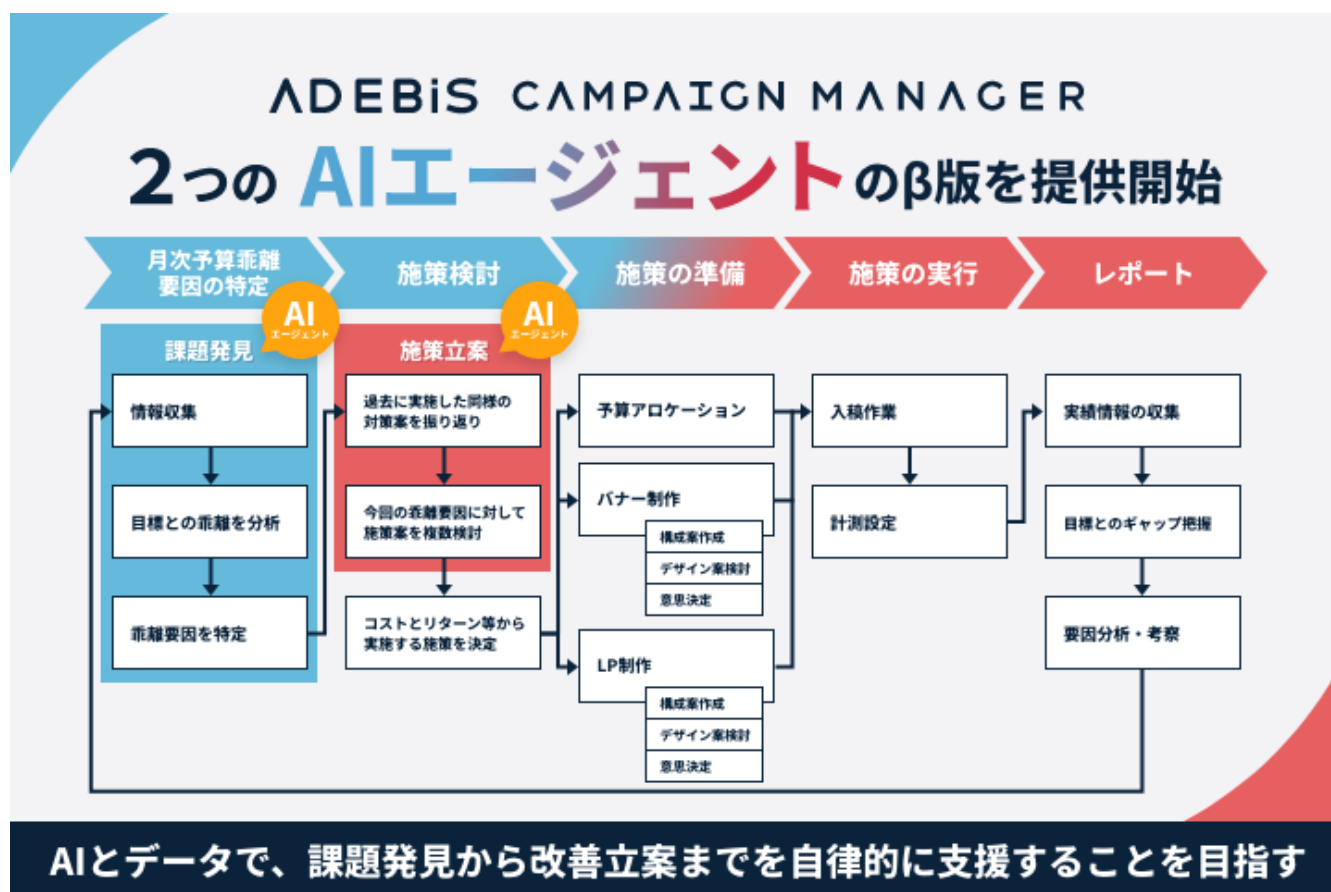 ADEBiS CAMPAIGN MANAGER
2つの AIエージェント のβ版を提供開始
月次予算乖離
要因の特定
施策検討
施策の準備
施策の実行
レポート
AI
エージェント
課題発見
情報収集
目標との乖離を分析
乖離要因を特定
AI
エージェント
施策立案
過去に実施した同様の
対策案を振り返り
今回の乖離要因に対して
施策案を複数検討
コストとリターン等から
実施する施策を決定
予算アロケーション
バナー制作
構成案作成
デザイン案検討
意思決定
LP制作
構成案作成
デザイン案検討
意思決定
入稿作業
計測設定
実績情報の収集
目標とのギャップ把握
要因分析・考察
AIとデータで、課題発見から改善立案までを自律的に支援することを目指す